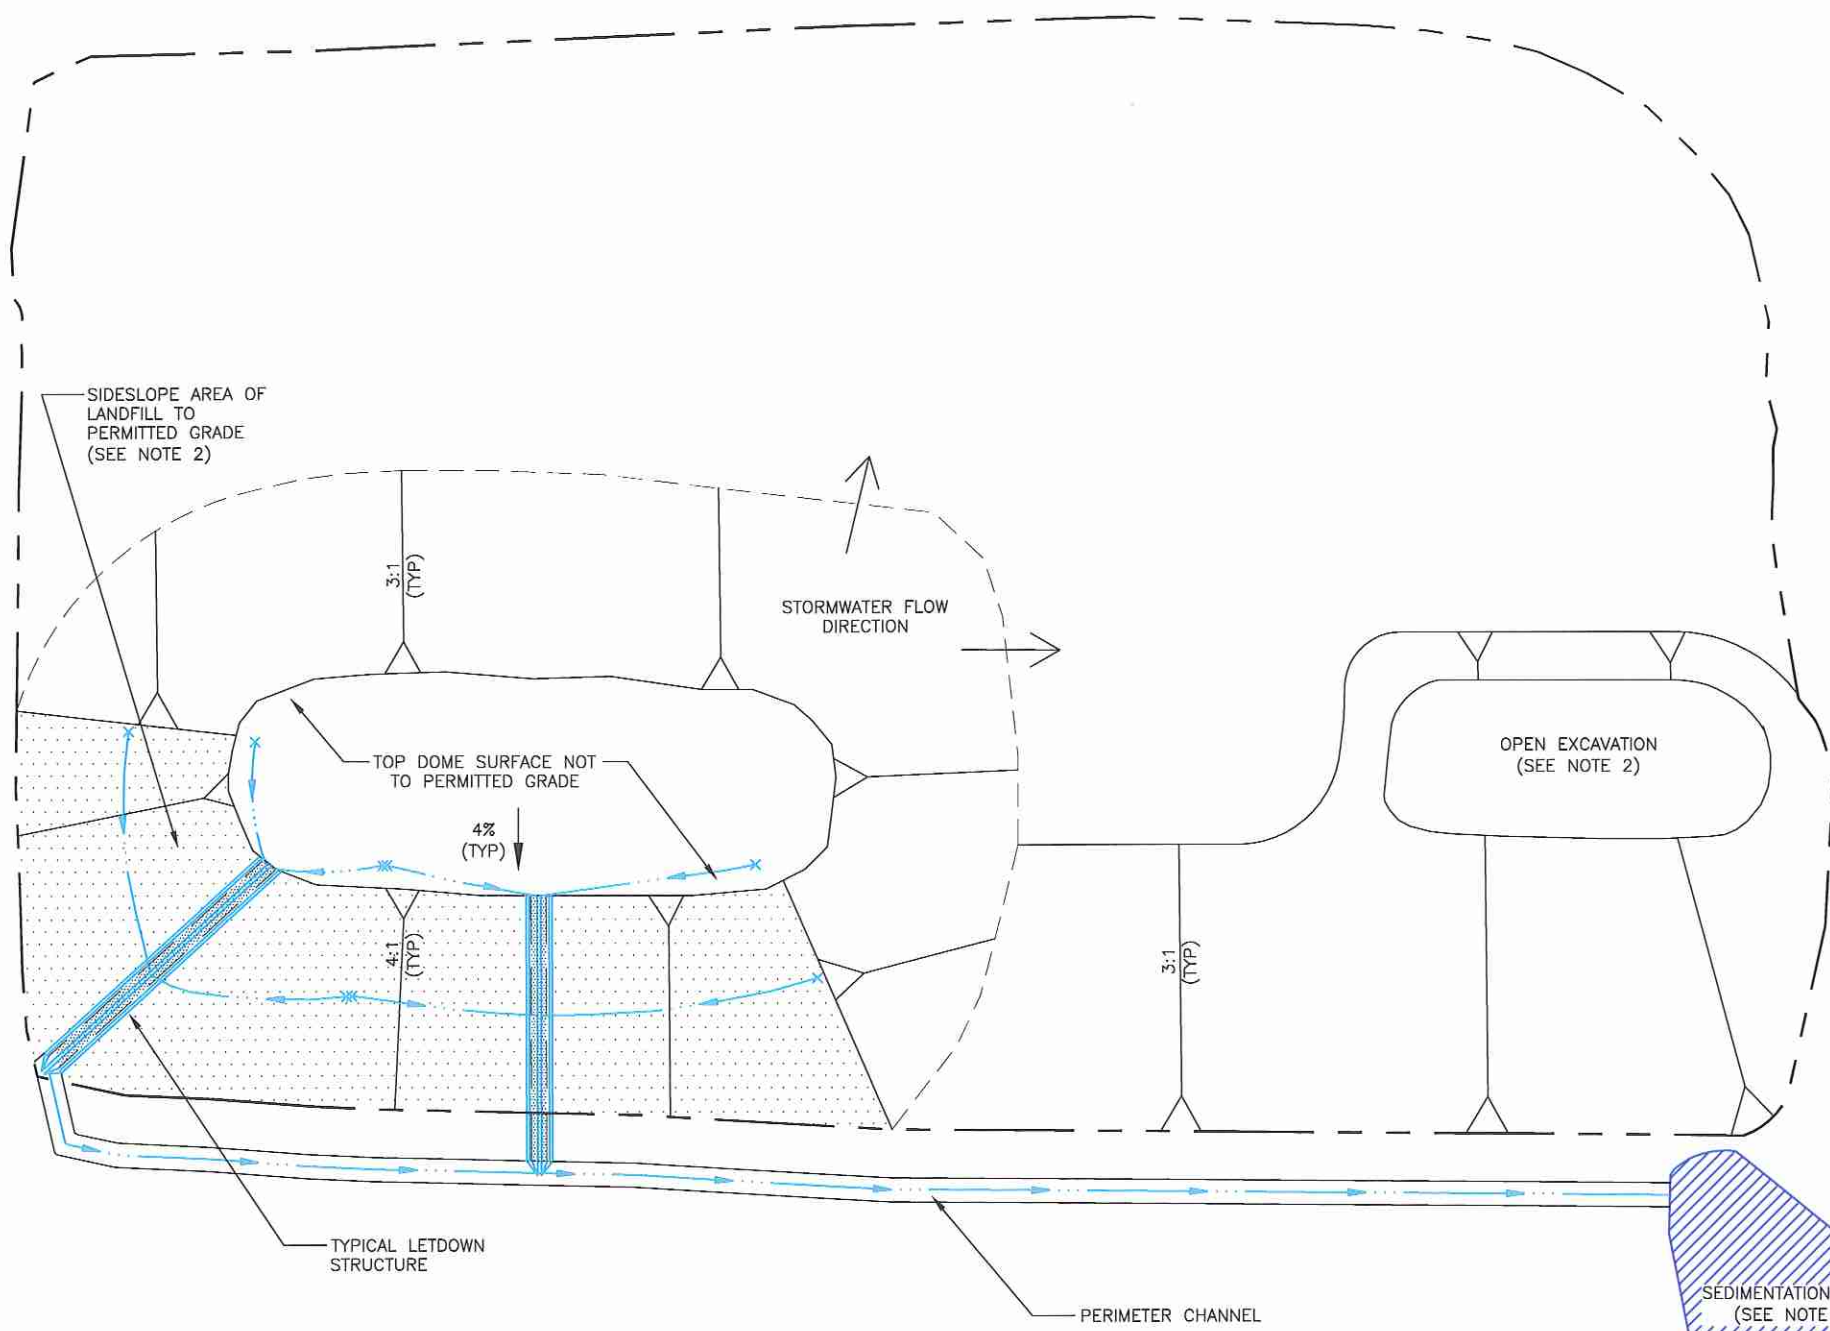 SIDESLOPE AREA OF
LANDFILL TO
PERMITTED GRADE
(SEE NOTE 2)
3:1
(TYP)
STORMWATER FLOW
DIRECTION
TOP DOME SURFACE NOT
TO PERMITTED GRADE
OPEN EXCAVATION
(SEE NOTE 2)
4%
(TYP)
4:1
(TYP)
3:1
(TYP)
TYPICAL LETDOWN
STRUCTURE
PERIMETER CHANNEL
SEDIMENTATION
(SEE NOTE